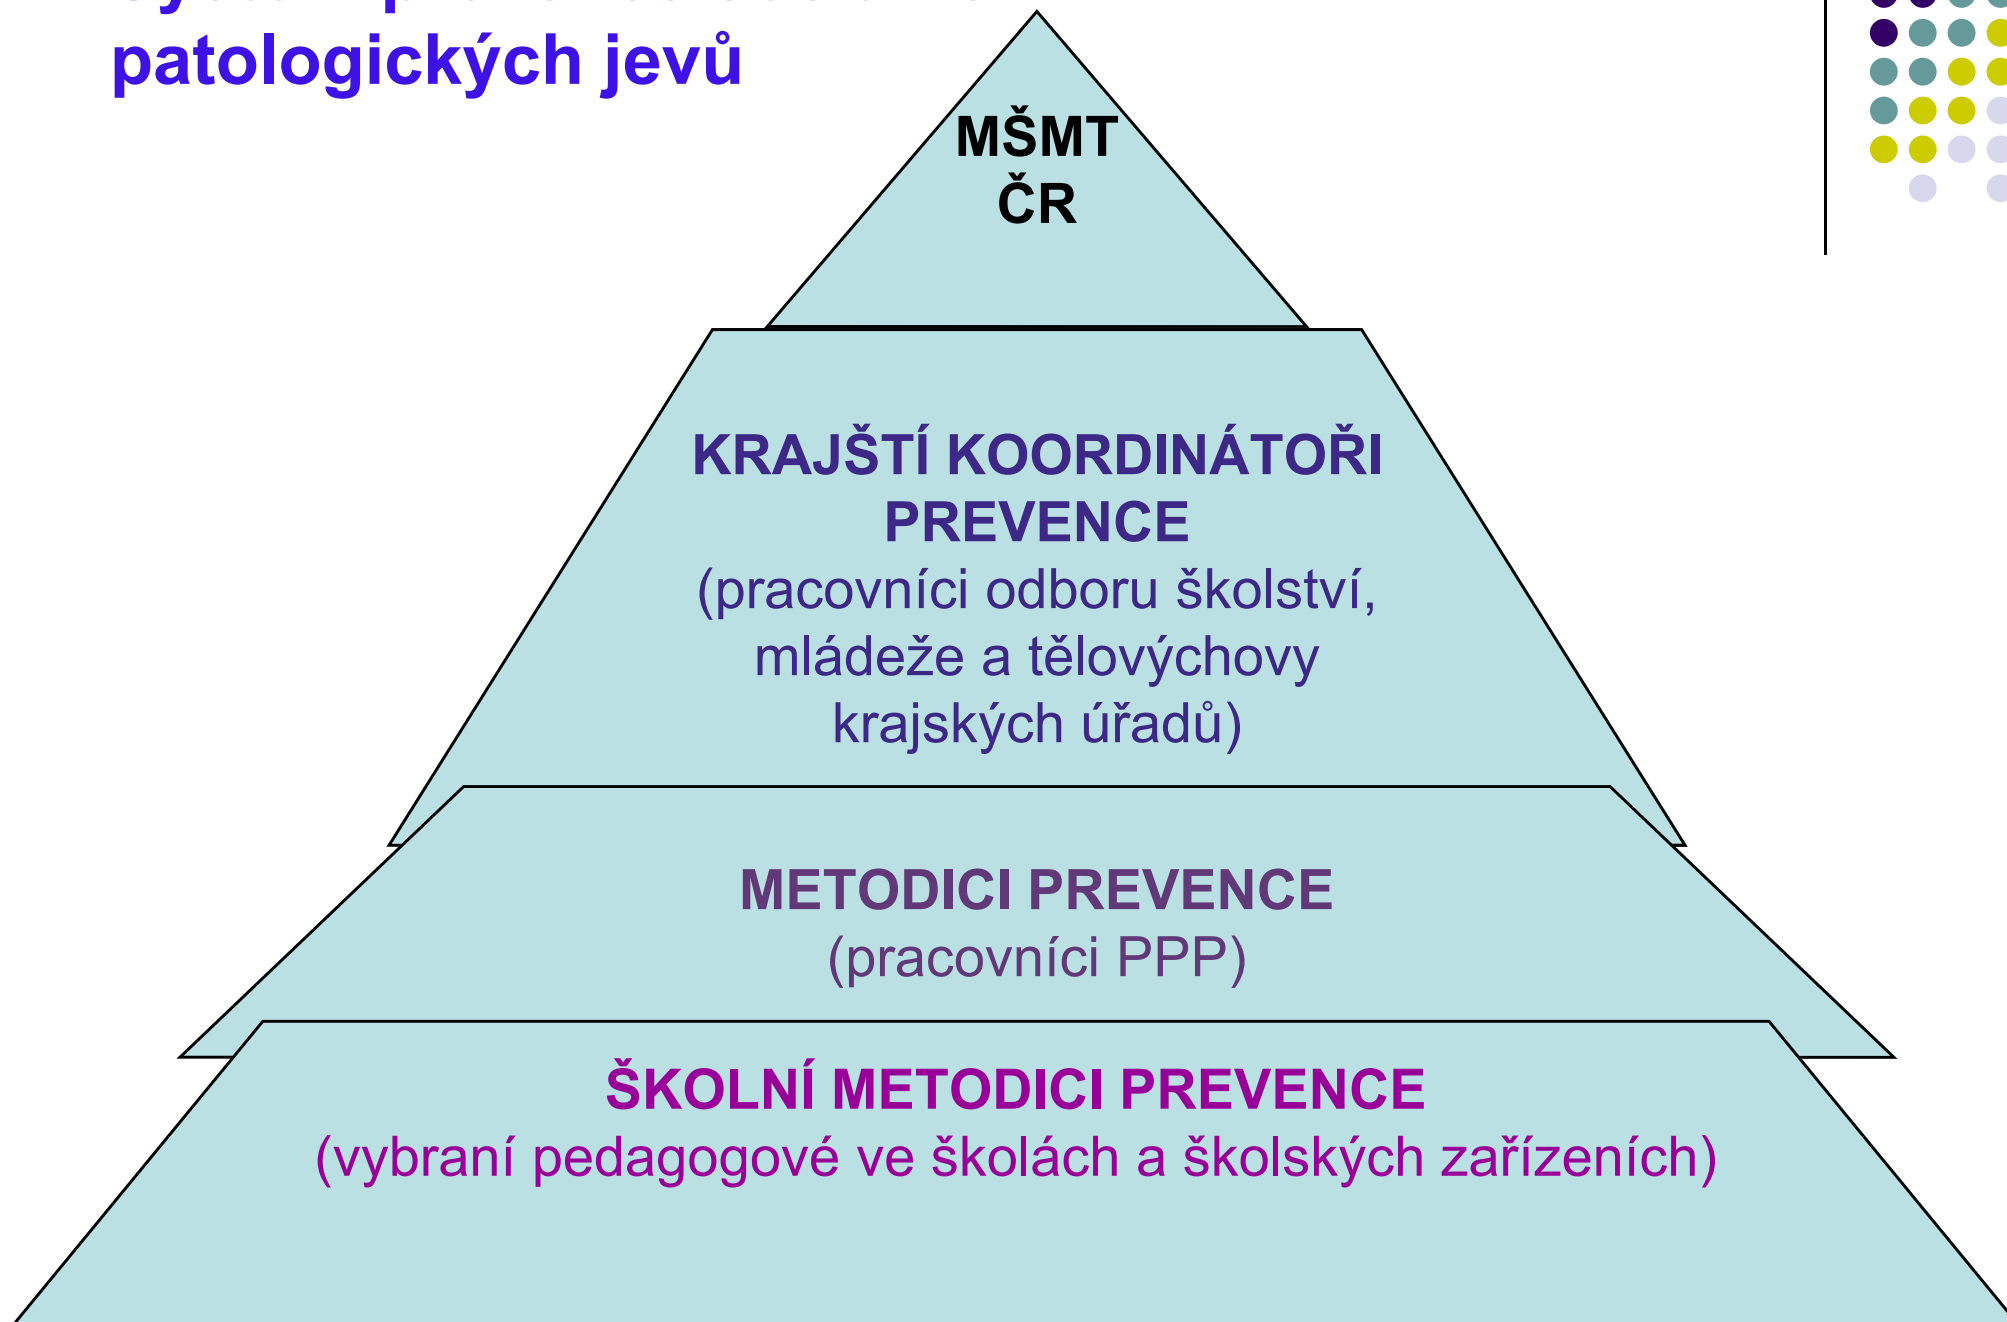 patologických jevů
MŠMT
ČR
KRAJŠTÍ KOORDINÁTOŘI
PREVENCE
(pracovníci odboru školství,
mládeže a tělovýchovy
krajských úřadů)
METODICI PREVENCE
(pracovníci PPP)
ŠKOLNÍ METODICI PREVENCE
(vybraní pedagogové ve školách a školských zařízeních)